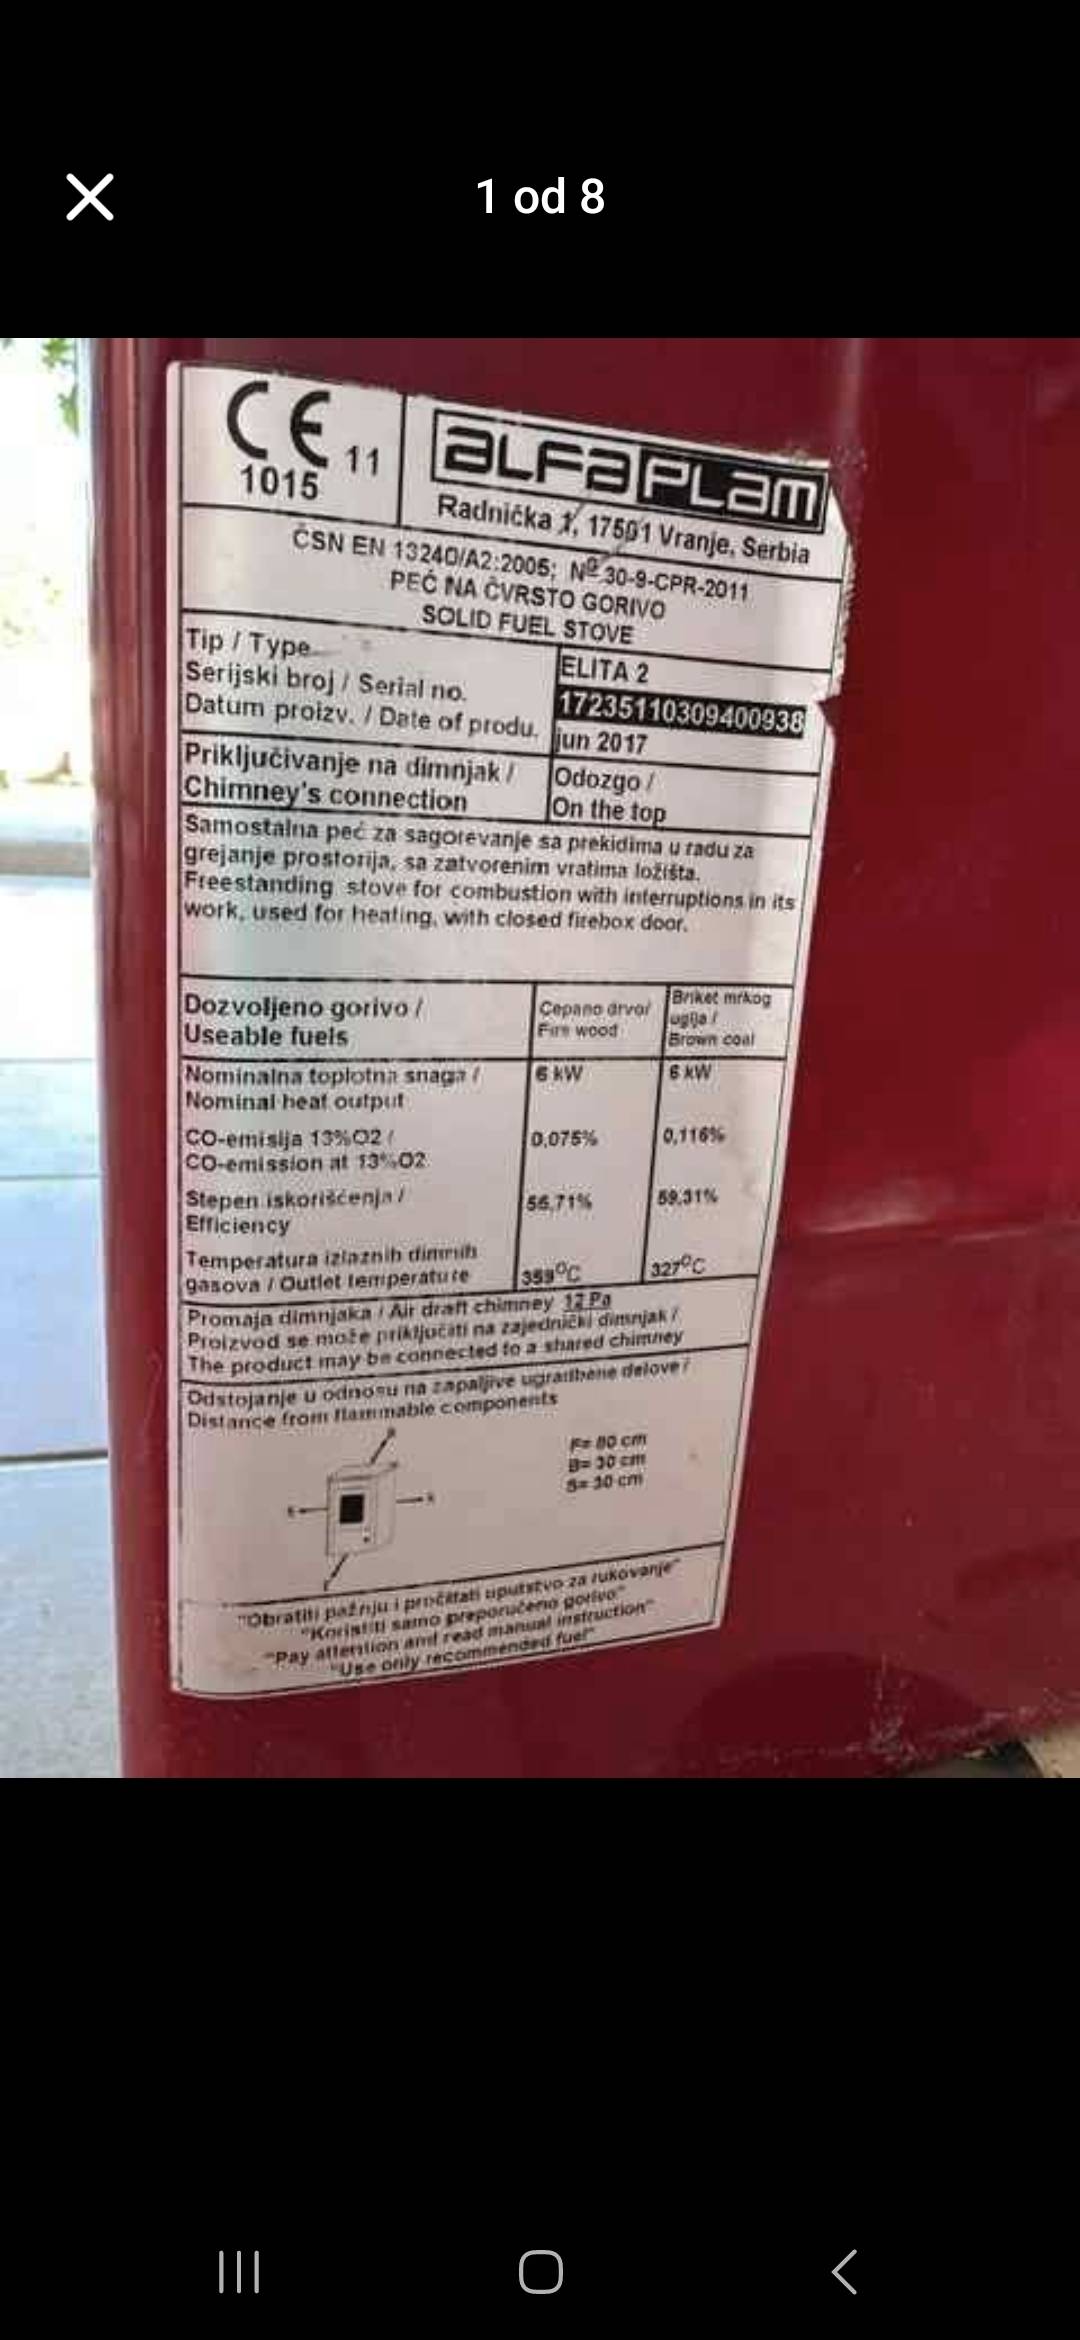 1 od 8
CE 11
1015
ALFAPLAM
Radnička 1, 17501 Vranje, Serbia
ČSN EN 13240/A2:2005; Nº 30-9-CPR-2011
PEĆ NA ČVRSTO GORIVO
SOLID FUEL STOVE
Tip / Type
ELITA 2
Serijski broj / Serial no.
17235110309400938
Datum proizv. / Date of produ.
jun 2017
Priključivanje na dimnjak /
Chimney's connection
Odozgo /
On the top
Samostalna peć za sagorevanje sa prekidima u radu za
grejanje prostorija, sa zatvorenim vratima ložišta.
Freestanding stove for combustion with interruptions in its
work, used for heating, with closed firebox door.
Dozvoljeno gorivo /
Useable fuels
Cepano drvo/
Fire wood
Briket mrkog
uglja /
Brown coal
Nominalna toplotna snaga /
Nominal heat output
6 kW
6 kW
CO-emisija 13%O2 /
CO-emission at 13%O2
0,075%
0,116%
Stepen iskorišćenja /
Efficiency
56,71%
59,31%
Temperatura izlaznih dimnih
gasova / Outlet temperature
359ºC
327ºC
Promaja dimnjaka / Air draft chimney 12 Pa
Proizvod se može priključiti na zajednički dimnjak /
The product may be connected to a shared chimney
Odstojanje u odnosu na zapaljive ugradbene delove /
Distance from flammable components
F= 80 cm
B= 30 cm
S= 30 cm
"Obratiti pažnju i pročitati uputstvo za rukovanje"
"Koristiti samo preporučeno gorivo"
"Pay attention and read manual instruction"
"Use only recommended fuel"